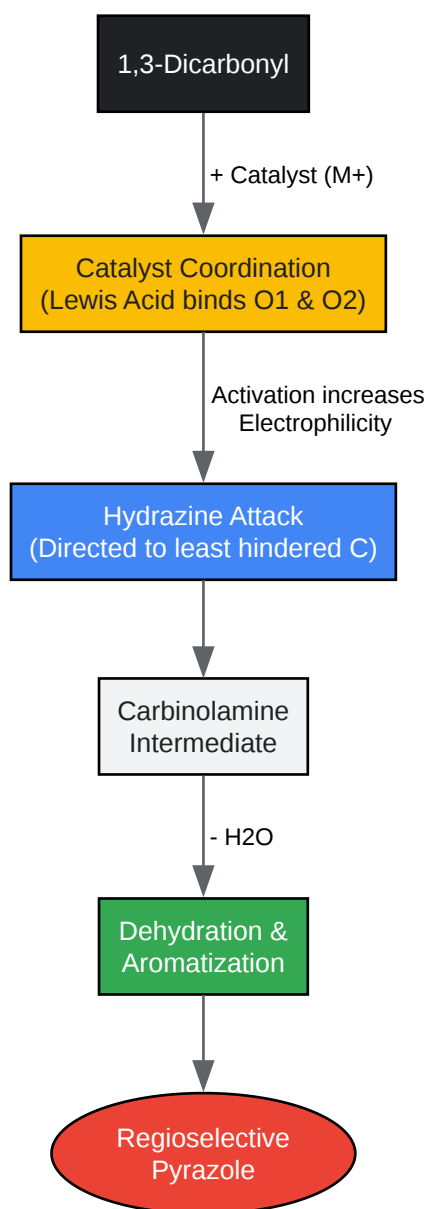 1,3-Dicarbonyl
+ Catalyst (M+)
Catalyst Coordination
(Lewis Acid binds O1 & O2)
Activation increases
Electrophilicity
Hydrazine Attack
(Directed to least hindered C)
Carbinolamine
Intermediate
- H2O
Dehydration &
Aromatization
Regioselective
Pyrazole